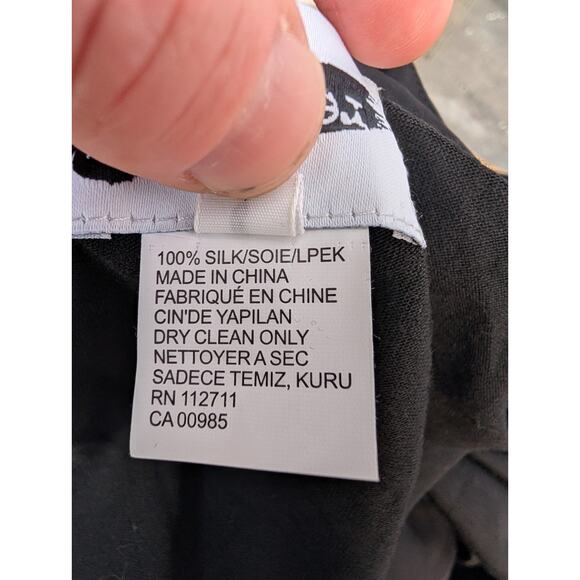 100% SILK/SOIE/LPEK
MADE IN CHINA
FABRIQUÉ EN CHINE
CIN'DE YAPILAN
DRY CLEAN ONLY
NETTOYER A SEC
SADECE TEMIZ, KURU
RN 112711
CA 00985